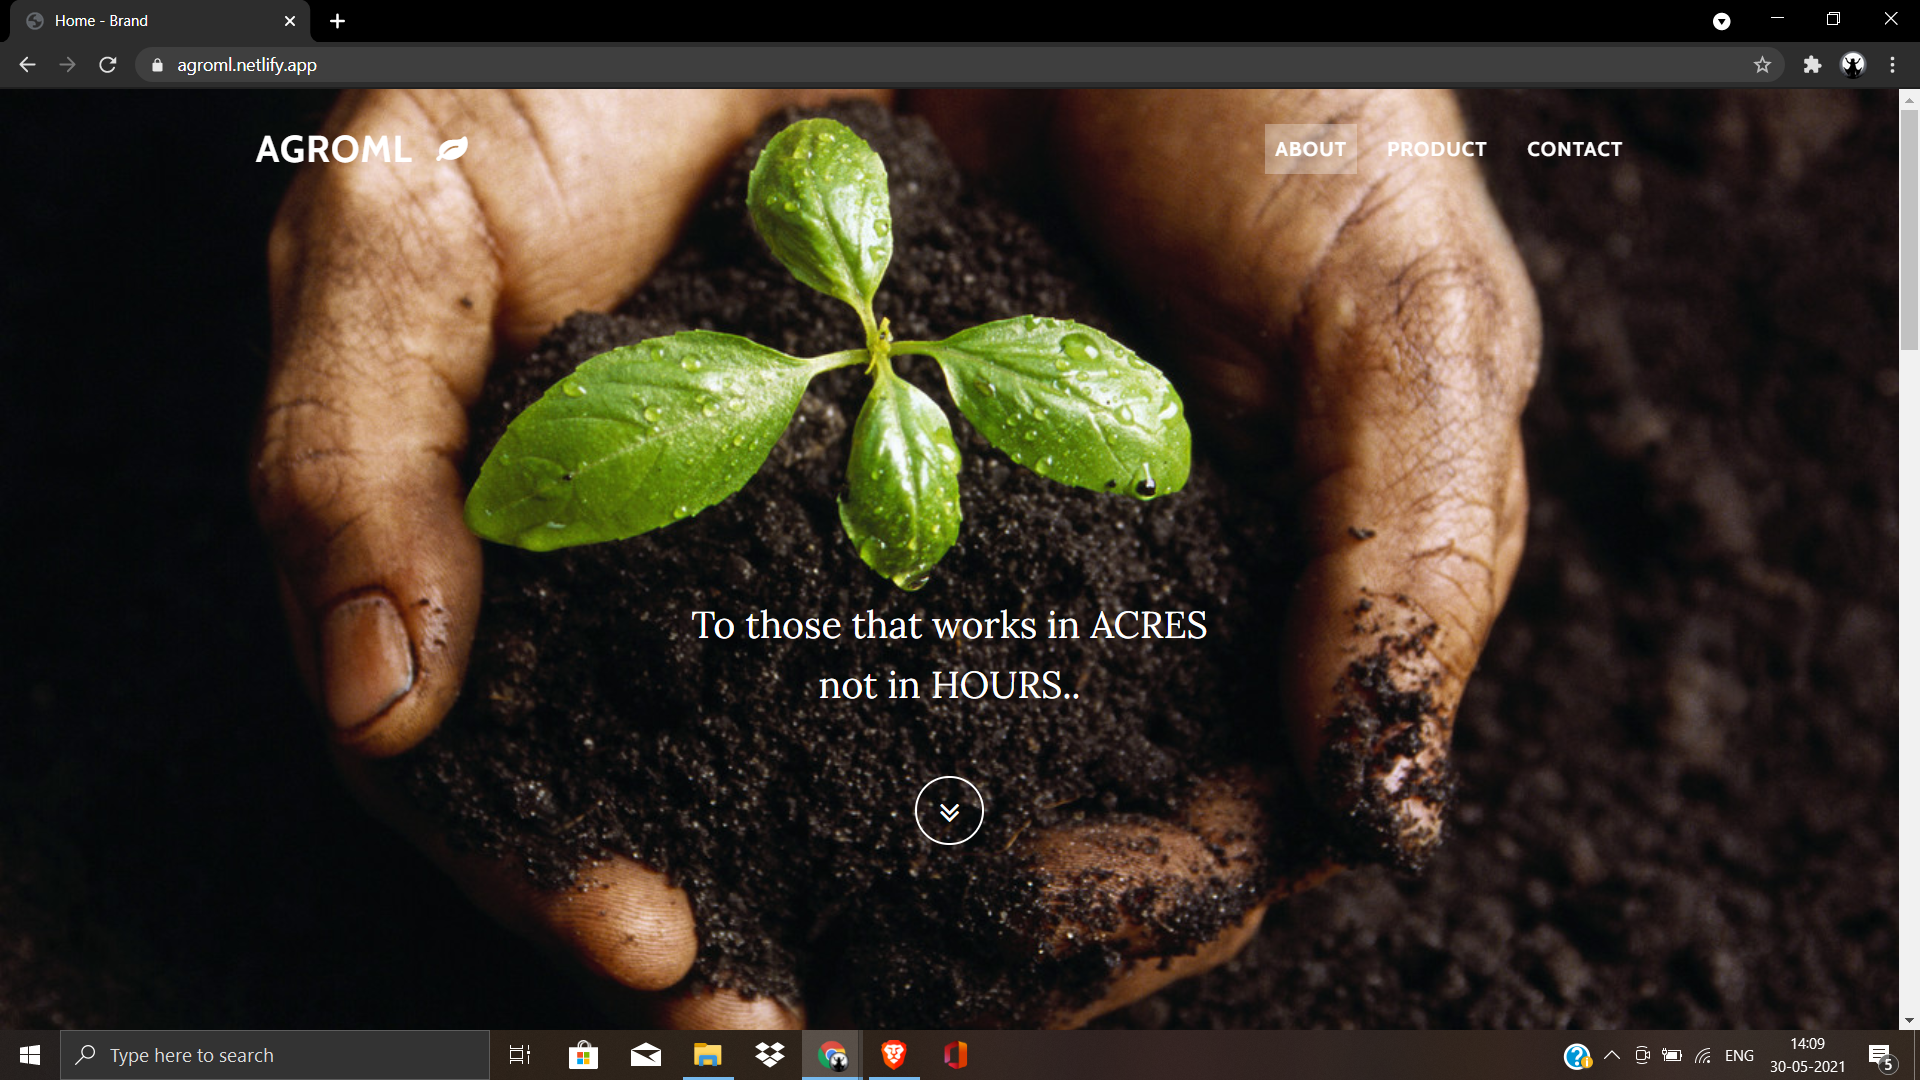 Home - Brand
agroml.netlify.app
AGROML
ABOUT PRODUCT CONTACT
To those that works in ACRES
not in HOURS..
Type here to search
ENG
14:09
30-05-2021
5